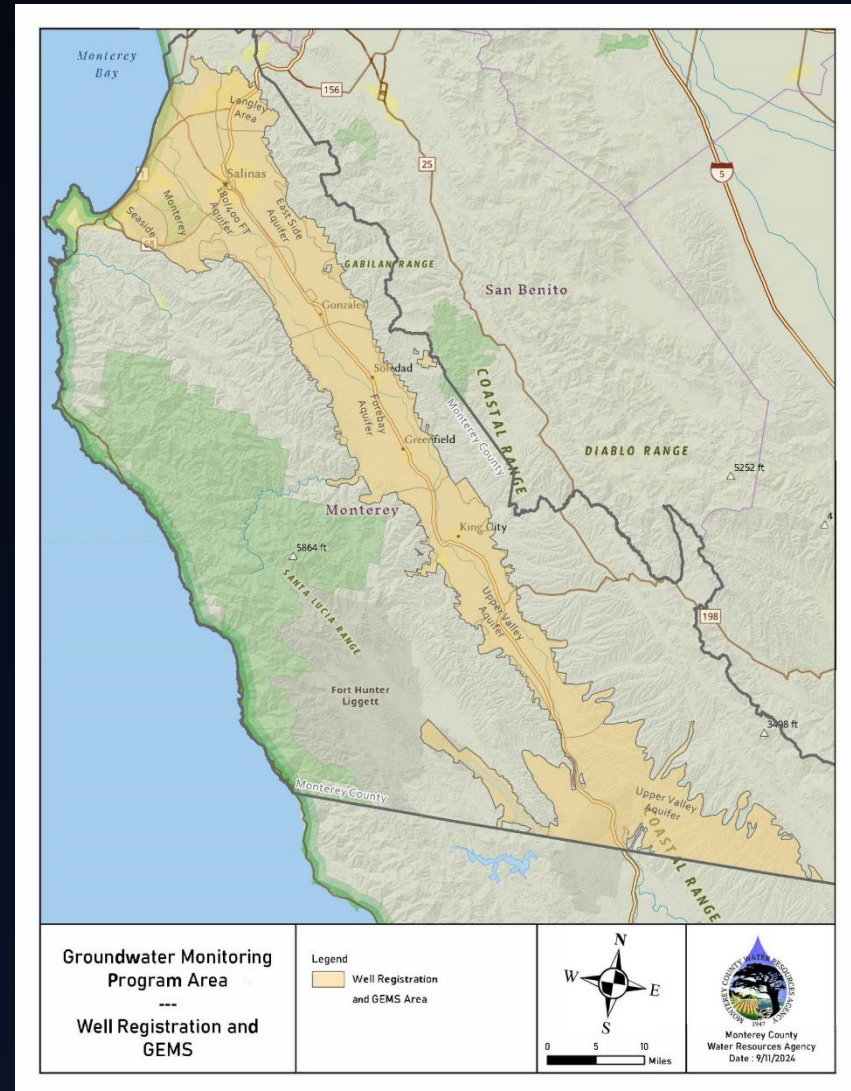 Monterey
Bay
156
Langley
Area
25
5
1
Salinas
180/400 FT
Aquifer
East Side
Aquifer
Monterey
Seaside
68
GABILAN RANGE
San Benito
Gonzales
Soledad
COASTAL RANGE
Monterey County
Forebay
Aquifer
Greenfield
DIABLO RANGE
5252 ft
4
Monterey
King City
5864 ft
SANTA LUCIA RANGE
Upper Valley
Aquifer
198
Fort Hunter
Liggett
3498 ft
Monterey County
Upper Valley
Aquifer
COASTAL RANGE
Groundwater Monitoring
Program Area
---
Well Registration and
GEMS
Legend
Well Registration
and GEMS Area
N
W
E
S
0 5 10
Miles
MONTEREY COUNTY WATER RESOURCES AGENCY
1947
Monterey County
Water Resources Agency
Date : 9/11/2024